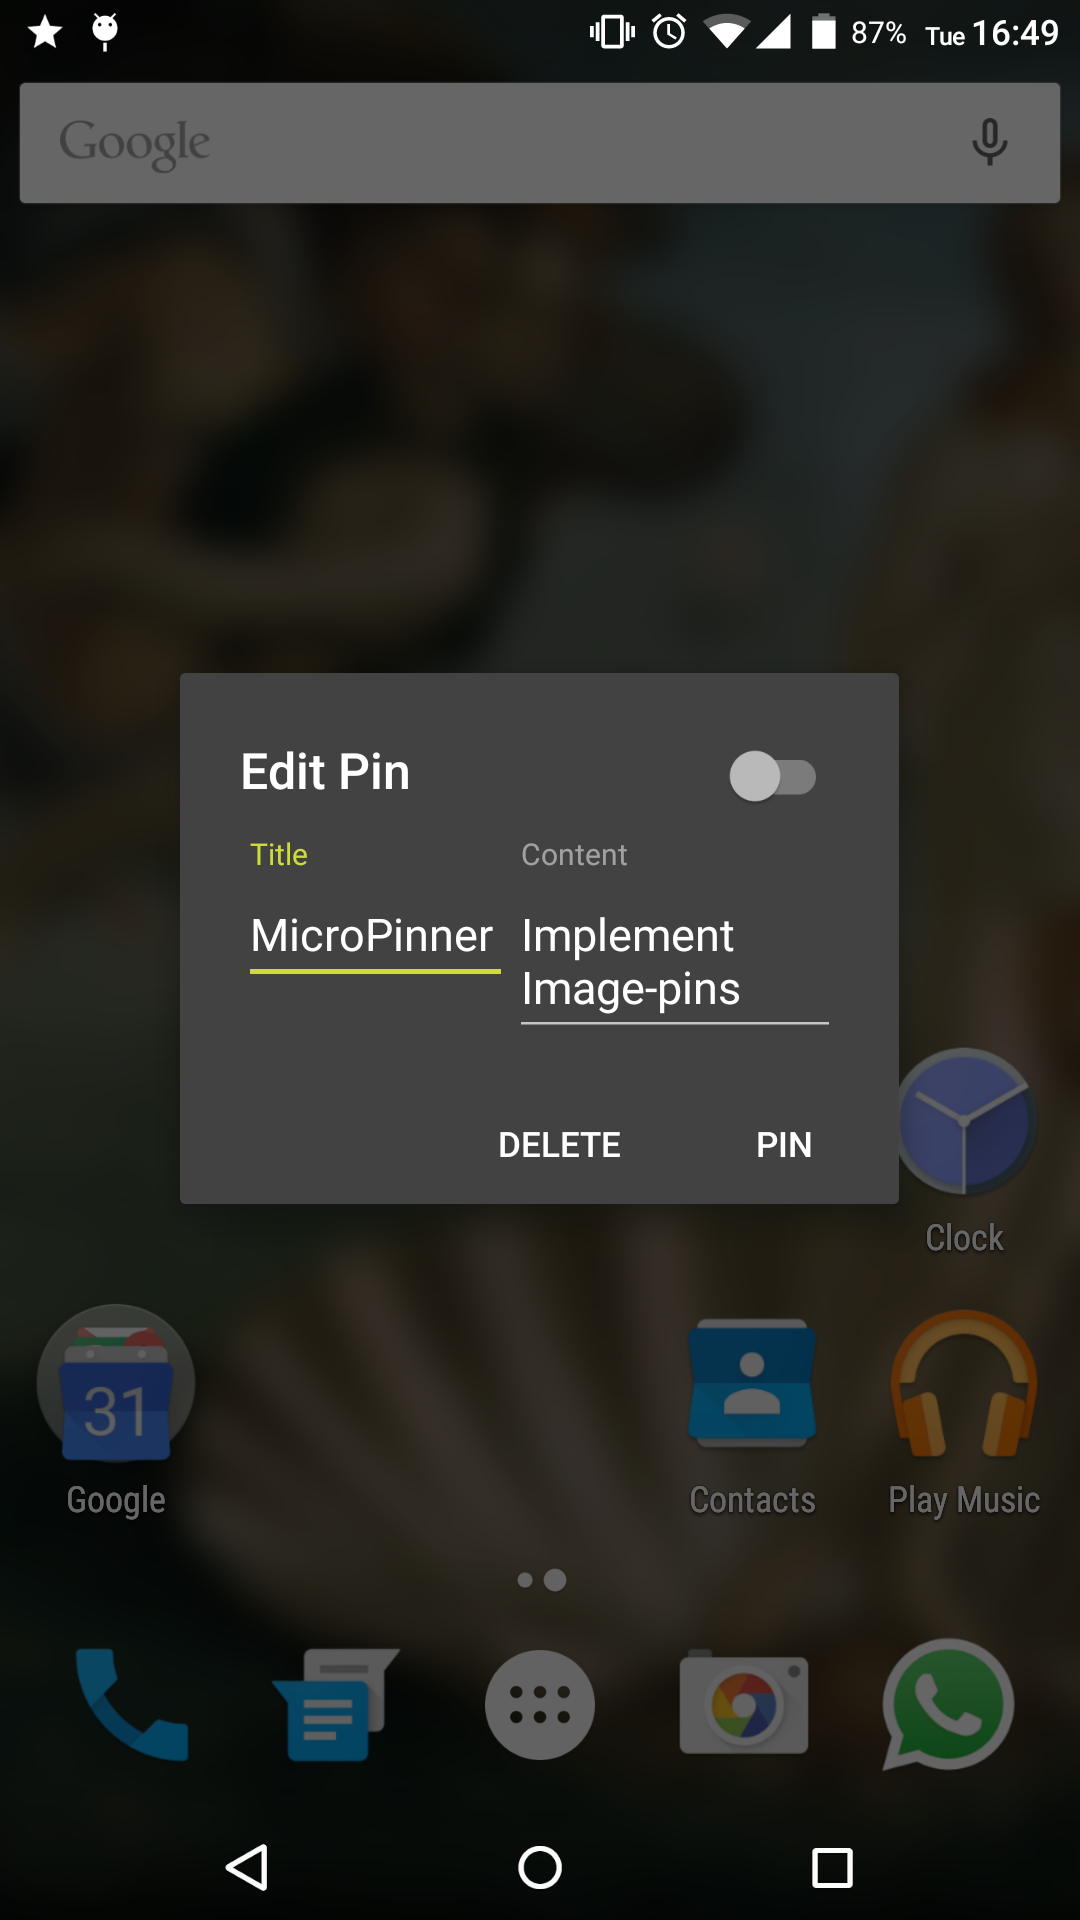 87% Tue 16:49
Google
Edit Pin
Title Content
MicroPinner Implement
Image-pins
DELETE PIN
Clock
31
Google Contacts Play Music